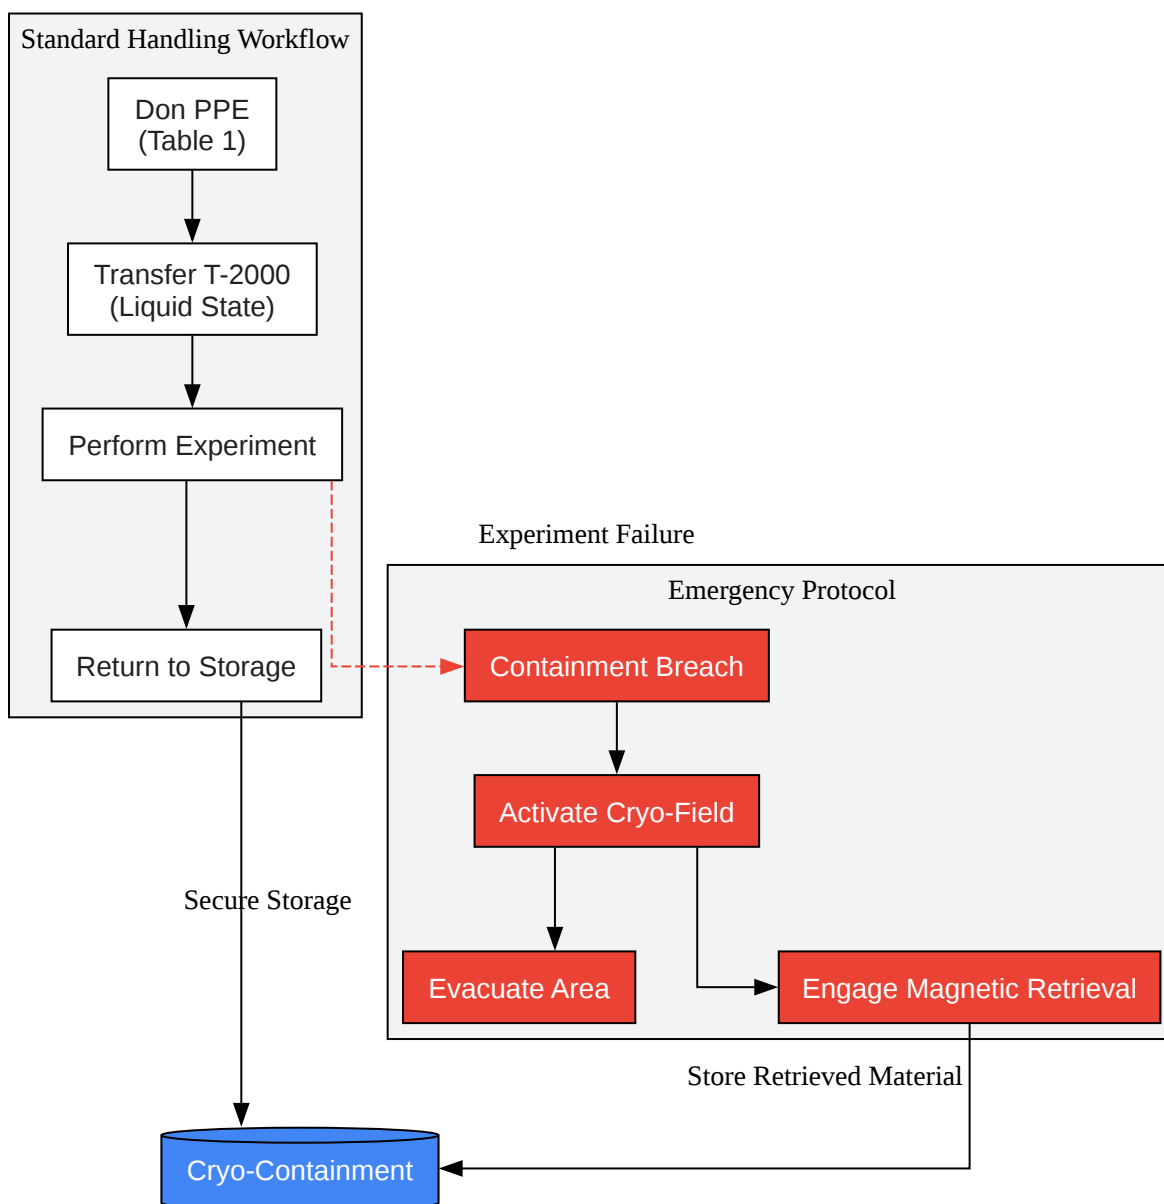 Standard Handling Workflow
Don PPE
(Table 1)
Transfer T-2000
(Liquid State)
Perform Experiment
Return to Storage
Experiment Failure
Emergency Protocol
Containment Breach
Activate Cryo-Field
Secure Storage
Evacuate Area
Engage Magnetic Retrieval
Store Retrieved Material
Cryo-Containment